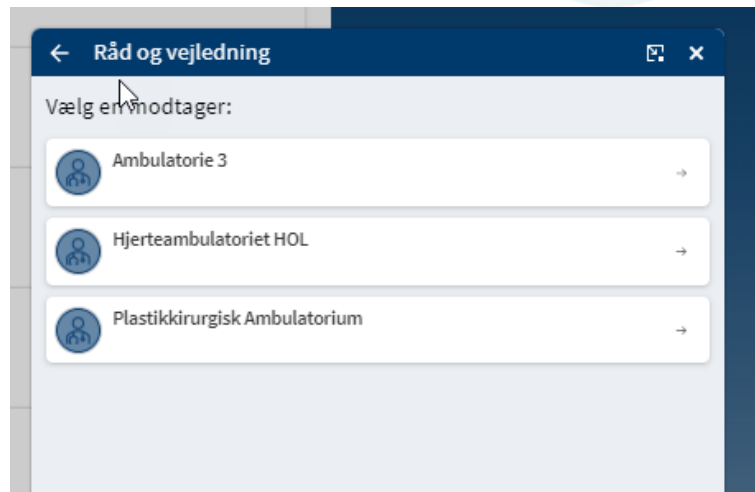 Råd og vejledning
Vælg en modtager:
Ambulatorie 3
Hjerteambulatoriet HOL
Plastikkirurgisk Ambulatorium